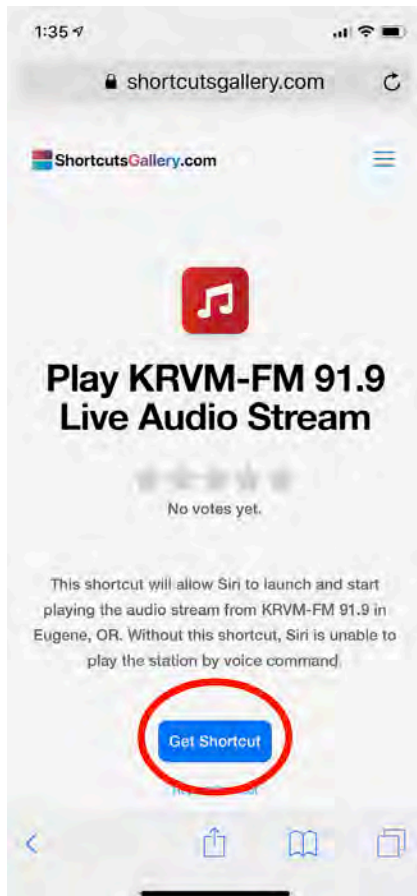 1:35
shortcutsgallery.com
ShortcutsGallery.com
Play KRVM-FM 91.9
Live Audio Stream
No votes yet.
This shortcut will allow Siri to launch and start
playing the audio stream from KRVM-FM 91.9 in
Eugene, OR. Without this shortcut, Siri is unable to
play the station by voice command
Get Shortcut